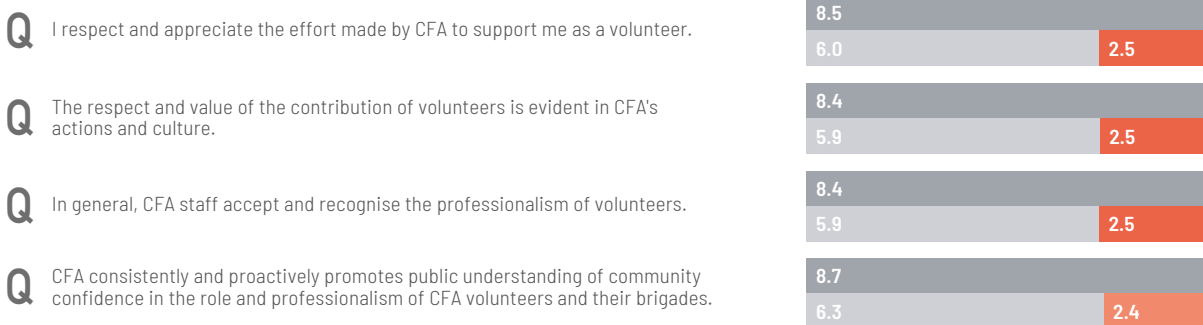 Q I respect and appreciate the effort made by CFA to support me as a volunteer.
8.5
6.0 2.5
Q The respect and value of the contribution of volunteers is evident in CFA's
actions and culture.
8.4
5.9 2.5
Q In general, CFA staff accept and recognise the professionalism of volunteers.
8.4
5.9 2.5
Q CFA consistently and proactively promotes public understanding of community
confidence in the role and professionalism of CFA volunteers and their brigades.
8.7
6.3 2.4